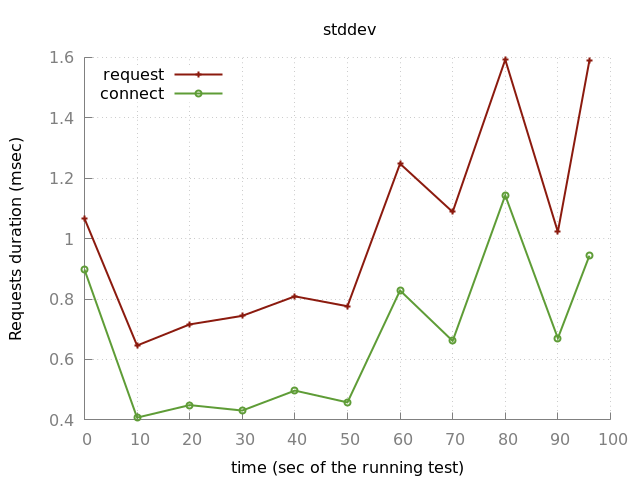 stddev
request
connect
1.6
1.4
1.2
1
0.8
0.6
0.4
Requests duration (msec)
0 10 20 30 40 50 60 70 80 90 100
time (sec of the running test)